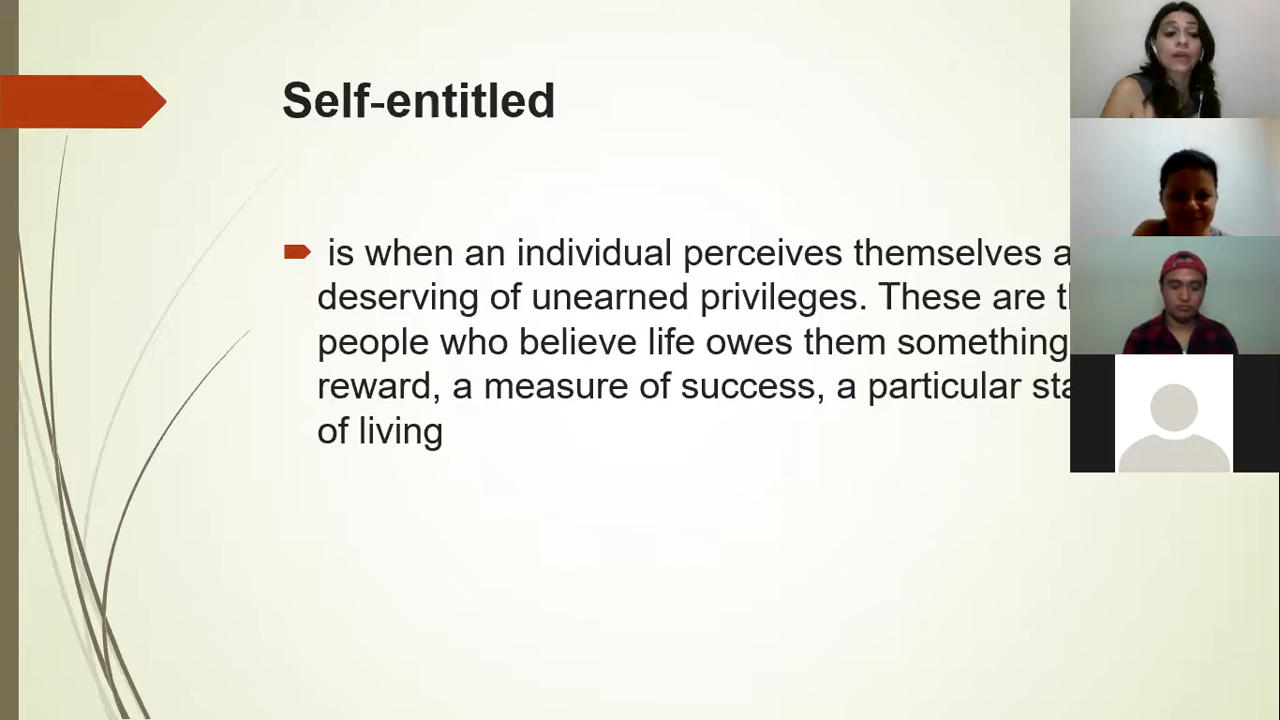 Self-entitled
is when an individual perceives themselves
deserving of unearned privileges. These are
people who believe life owes them something
reward, a measure of success, a particular
of living